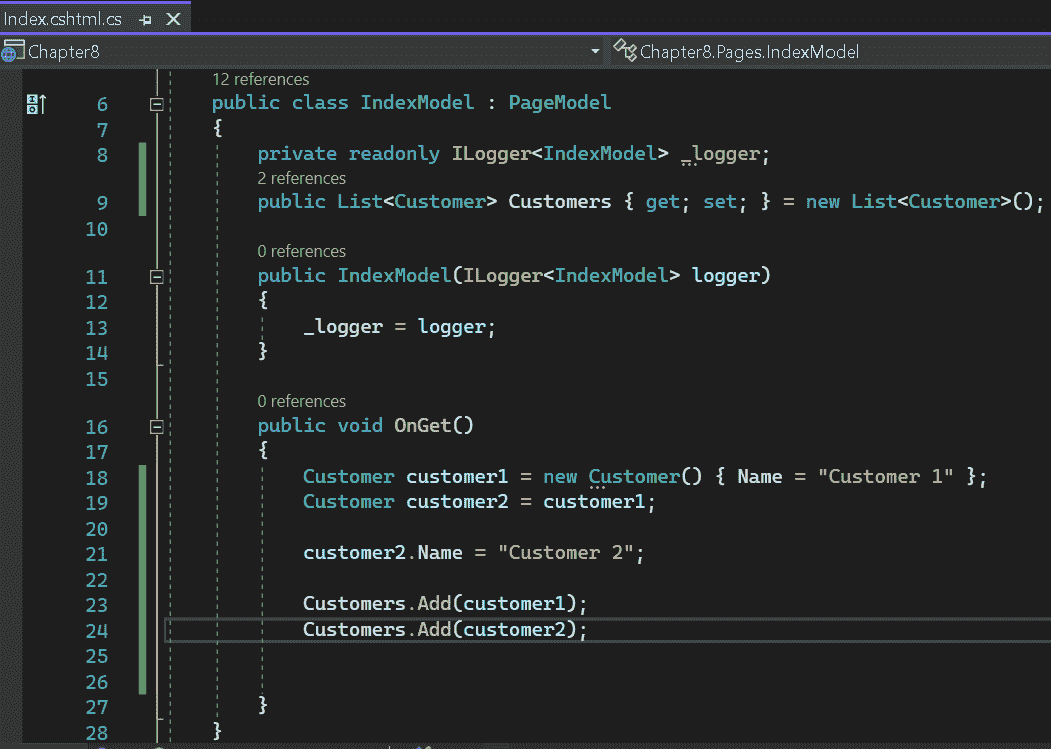 Index.cshtml.cs
Chapter8
Chapter8.Pages.IndexModel
12 references
6 public class IndexModel : PageModel
7 {
8 private readonly ILogger<IndexModel> _logger;
2 references
9 public List<Customer> Customers { get; set; } = new List<Customer>();
10
0 references
11 public IndexModel(ILogger<IndexModel> logger)
12 {
13 _logger = logger;
14 }
15
0 references
16 public void OnGet()
17 {
18 Customer customer1 = new Customer() { Name = "Customer 1" };
19 Customer customer2 = customer1;
20
21 customer2.Name = "Customer 2";
22
23 Customers.Add(customer1);
24 Customers.Add(customer2);
25
26
27 }
28 }